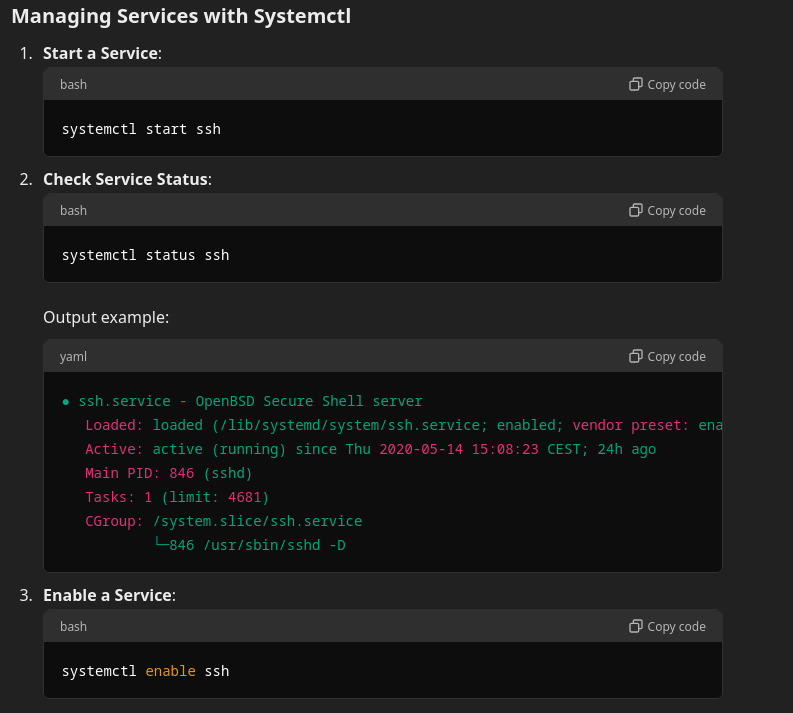 Managing Services with Systemctl
1. Start a Service:
bash Copy code
systemctl start ssh
2. Check Service Status:
bash Copy code
systemctl status ssh
Output example:
yaml Copy code
● ssh.service - OpenBSD Secure Shell server
Loaded: loaded (/lib/systemd/system/ssh.service; enabled; vendor preset: ena
Active: active (running) since Thu 2020-05-14 15:08:23 CEST; 24h ago
Main PID: 846 (sshd)
Tasks: 1 (limit: 4681)
CGroup: /system.slice/ssh.service
└─846 /usr/sbin/sshd -D
3. Enable a Service:
bash Copy code
systemctl enable ssh